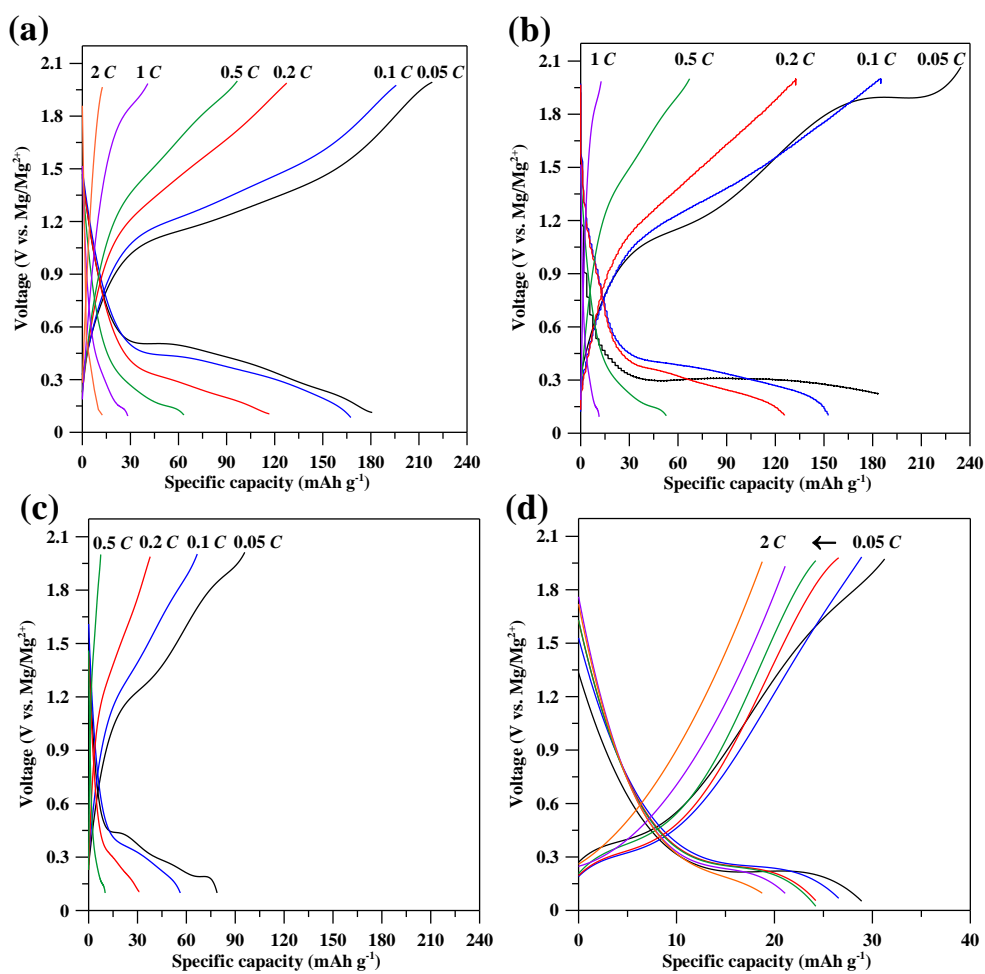 (a)
2 C 1 C 0.5 C 0.2 C 0.1 C 0.05 C
2.1
1.8
1.5
1.2
0.9
0.6
0.3
0
Voltage (V vs. Mg/Mg²⁺)
0 30 60 90 120 150 180 210 240
Specific capacity (mAh g⁻¹)
(b)
1 C 0.5 C 0.2 C 0.1 C 0.05 C
2.1
1.8
1.5
1.2
0.9
0.6
0.3
0
Voltage (V vs. Mg/Mg²⁺)
0 30 60 90 120 150 180 210 240
Specific capacity (mAh g⁻¹)
(c)
0.5 C 0.2 C 0.1 C 0.05 C
2.1
1.8
1.5
1.2
0.9
0.6
0.3
0
Voltage (V vs. Mg/Mg²⁺)
0 30 60 90 120 150 180 210 240
Specific capacity (mAh g⁻¹)
(d)
2 C ← 0.05 C
2.1
1.8
1.5
1.2
0.9
0.6
0.3
0
Voltage (V vs. Mg/Mg²⁺)
0 10 20 30 40
Specific capacity (mAh g⁻¹)